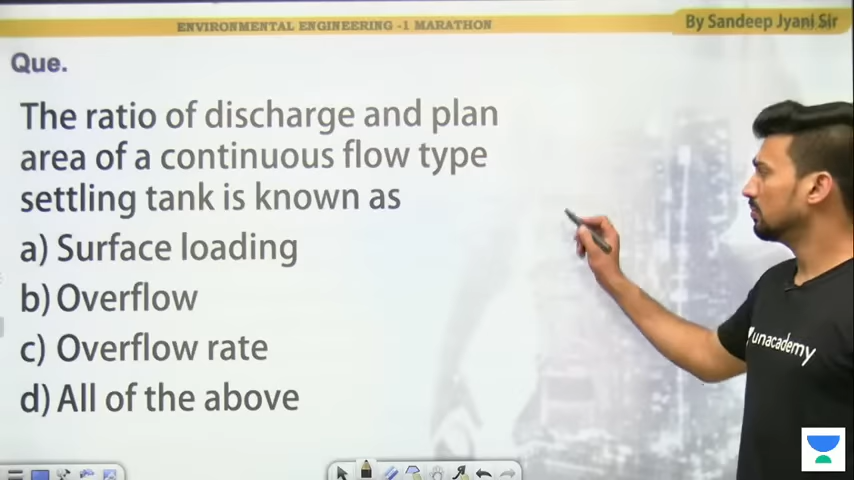 ENVIRONMENTAL ENGINEERING -1 MARATHON
By Sandeep Jyani Sir
Que.
The ratio of discharge and plan
area of a continuous flow type
settling tank is known as
a) Surface loading
b) Overflow
c) Overflow rate
d) All of the above
unacademy